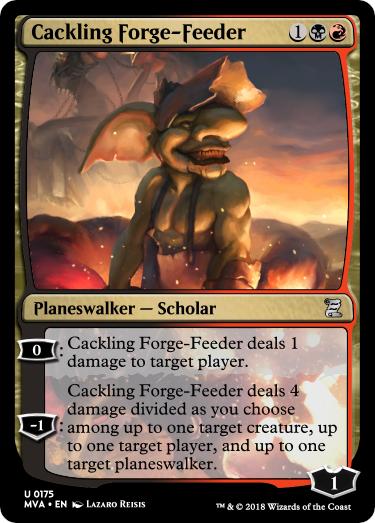 Cackling Forge-Feeder 1
Planeswalker — Scholar
0 : Cackling Forge-Feeder deals 1
damage to target player.
Cackling Forge-Feeder deals 4
damage divided as you choose
-1 : among up to one target creature, up
to one target player, and up to one
target planeswalker.
1
U 0175
MVA • EN Lazaro Reisis ™ & © 2018 Wizards of the Coast